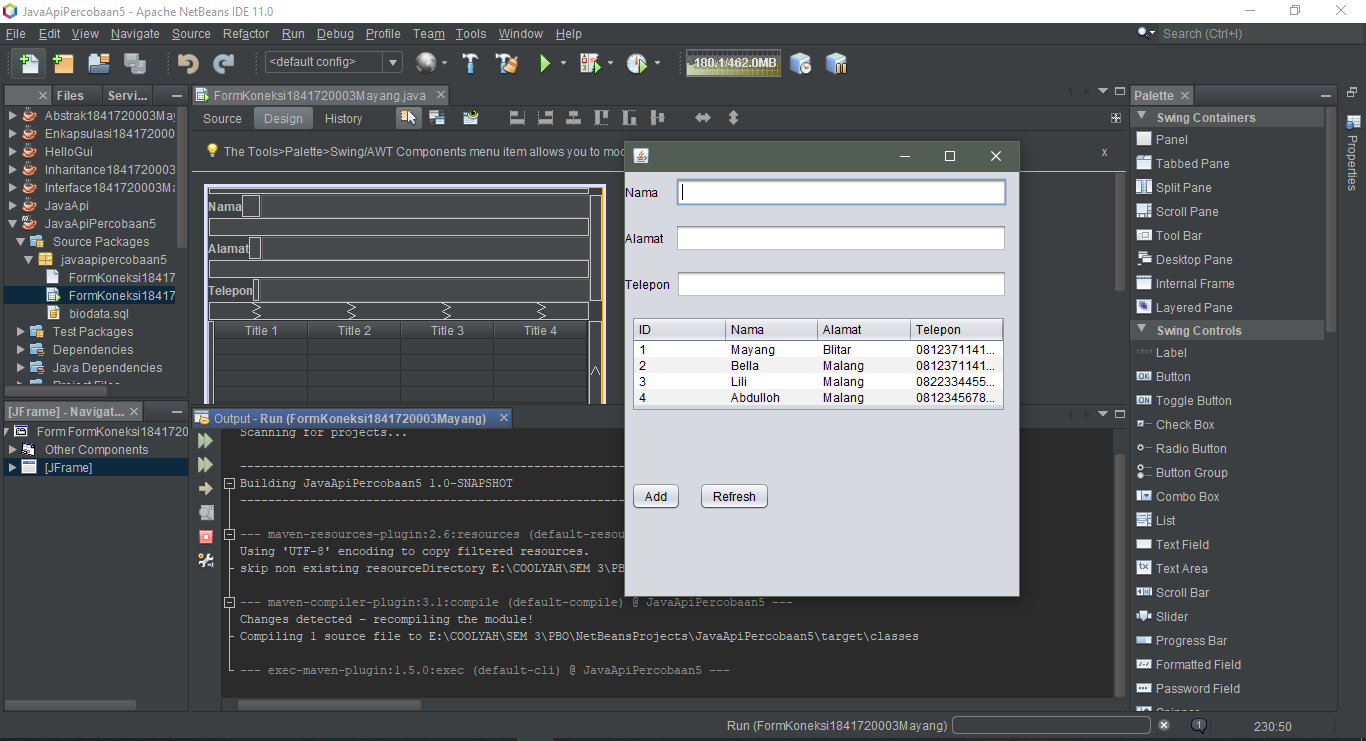 JavaApiPercobaan5 - Apache NetBeans IDE 11.0
File Edit View Navigate Source Refactor Run Debug Profile Team Tools Window Help
Search (Ctrl+I)
<default config>
180.1/462.0MB
Files
Servi...
Abstrak1841720003May
Enkapsulasi184172000
HelloGui
Inharitance1841720003
Interface1841720003Ma
JavaApi
JavaApiPercobaan5
Source Packages
javaapipercobaan5
FormKoneksi18417
FormKoneksi18417
biodata.sql
Test Packages
Dependencies
Java Dependencies
Project Files
[JFrame] - Navigat...
Form FormKoneksi1841720
Other Components
[JFrame]
FormKoneksi1841720003Mayang.java
Source Design History
The Tools>Palette>Swing/AWT Components menu item allows you to mod
x
Nama
Alamat
Telepon
Title 1 Title 2 Title 3 Title 4
Output - Run (FormKoneksi1841720003Mayang)
Scanning for projects...
------------------------------------------------------------------------
Building JavaApiPercobaan5 1.0-SNAPSHOT
------------------------------------------------------------------------
--- maven-resources-plugin:2.6:resources (default-resou
Using 'UTF-8' encoding to copy filtered resources.
skip non existing resourceDirectory E:\COOLYAH\SEM 3\PB
--- maven-compiler-plugin:3.1:compile (default-compile) @ JavaApiPercobaan5 ---
Changes detected - recompiling the module!
Compiling 1 source file to E:\COOLYAH\SEM 3\PBO\NetBeansProjects\JavaApiPercobaan5\target\classes
--- exec-maven-plugin:1.5.0:exec (default-cli) @ JavaApiPercobaan5 ---
Nama
Alamat
Telepon
ID Nama Alamat Telepon
1 Mayang Blitar 0812371141...
2 Bella Malang 0812371141...
3 Lili Malang 0822334455...
4 Abdulloh Malang 0812345678...
Add Refresh
Palette
Swing Containers
Panel
Tabbed Pane
Split Pane
Scroll Pane
Tool Bar
Desktop Pane
Internal Frame
Layered Pane
Swing Controls
label Label
OK Button
ON Toggle Button
Check Box
Radio Button
Button Group
Combo Box
List
Text Field
tx Text Area
Scroll Bar
Slider
Progress Bar
Formatted Field
Password Field
Spinner
Properties
Run (FormKoneksi1841720003Mayang)
1
230:50